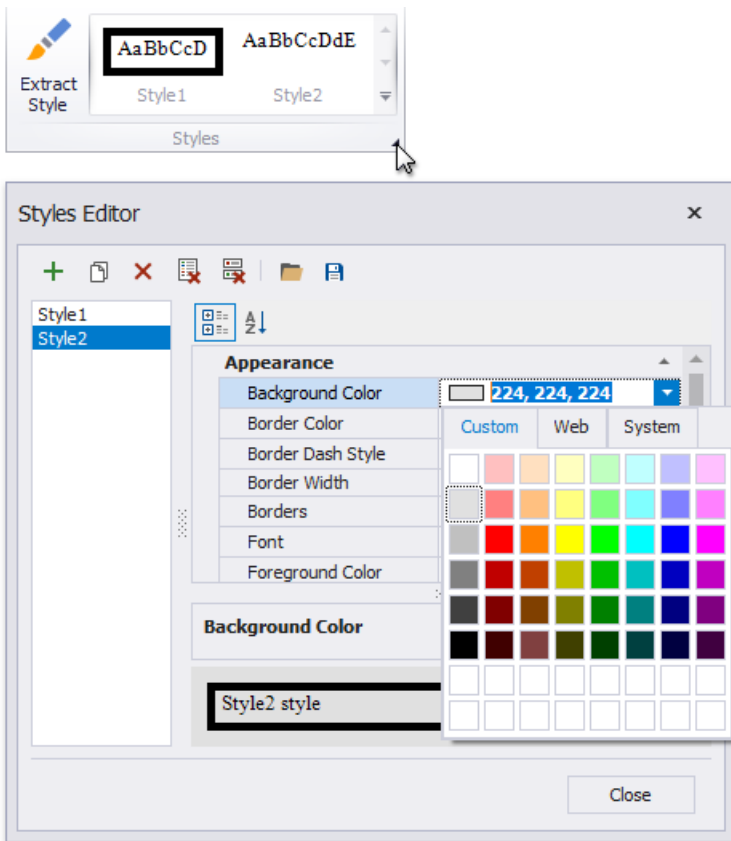 AaBbCcD AaBbCcDdE
Extract
Style
Style1 Style2
Styles
Styles Editor
Style1
Style2
A
Z
Appearance
Background Color 224, 224, 224
Border Color
Border Dash Style
Border Width
Borders
Font
Foreground Color
Custom Web System
Background Color
Style2 style
Close